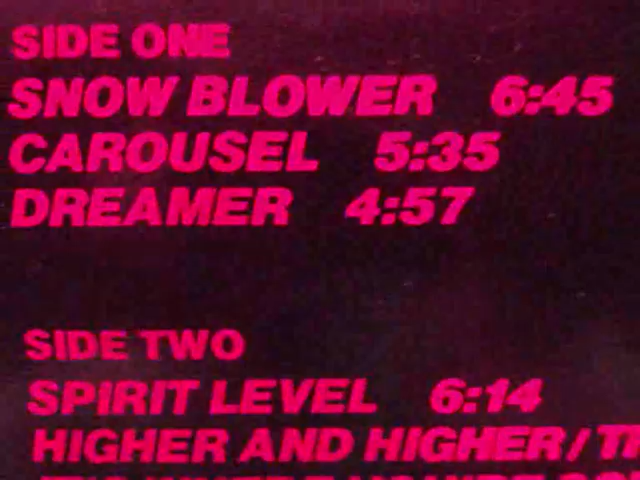 SIDE ONE
SNOW BLOWER 6:45
CAROUSEL 5:35
DREAMER 4:57
SIDE TWO
SPIRIT LEVEL 6:14
HIGHER AND HIGHER/